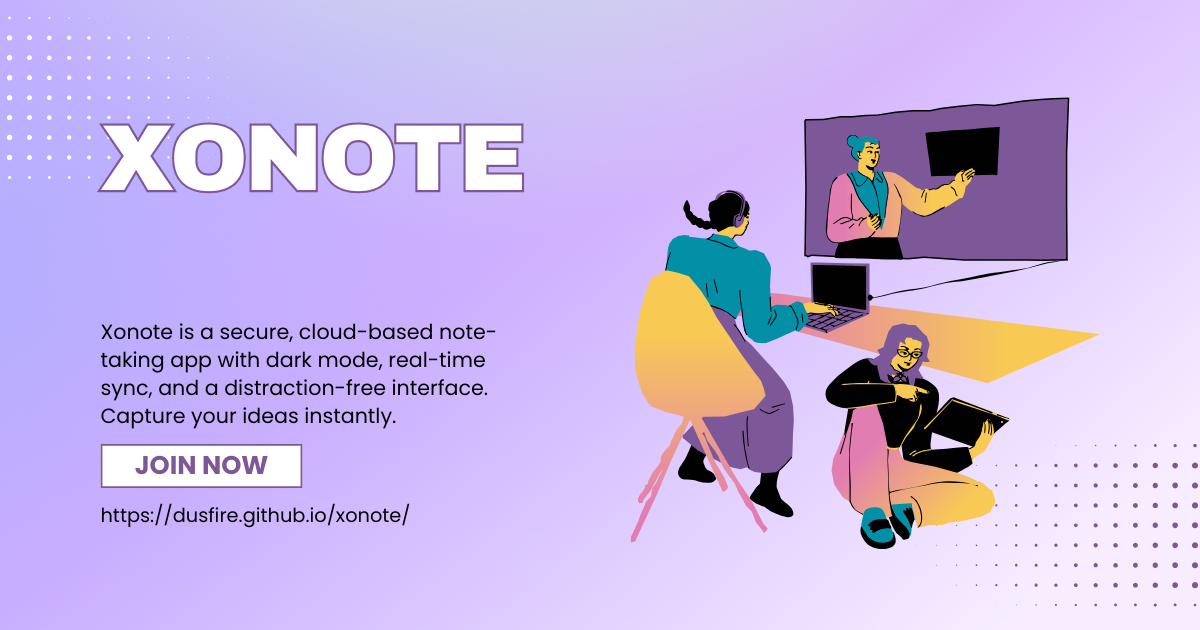 XONOTE
Xonote is a secure, cloud-based note-
taking app with dark mode, real-time
sync, and a distraction-free interface.
Capture your ideas instantly.
JOIN NOW
https://dusfire.github.io/xonote/